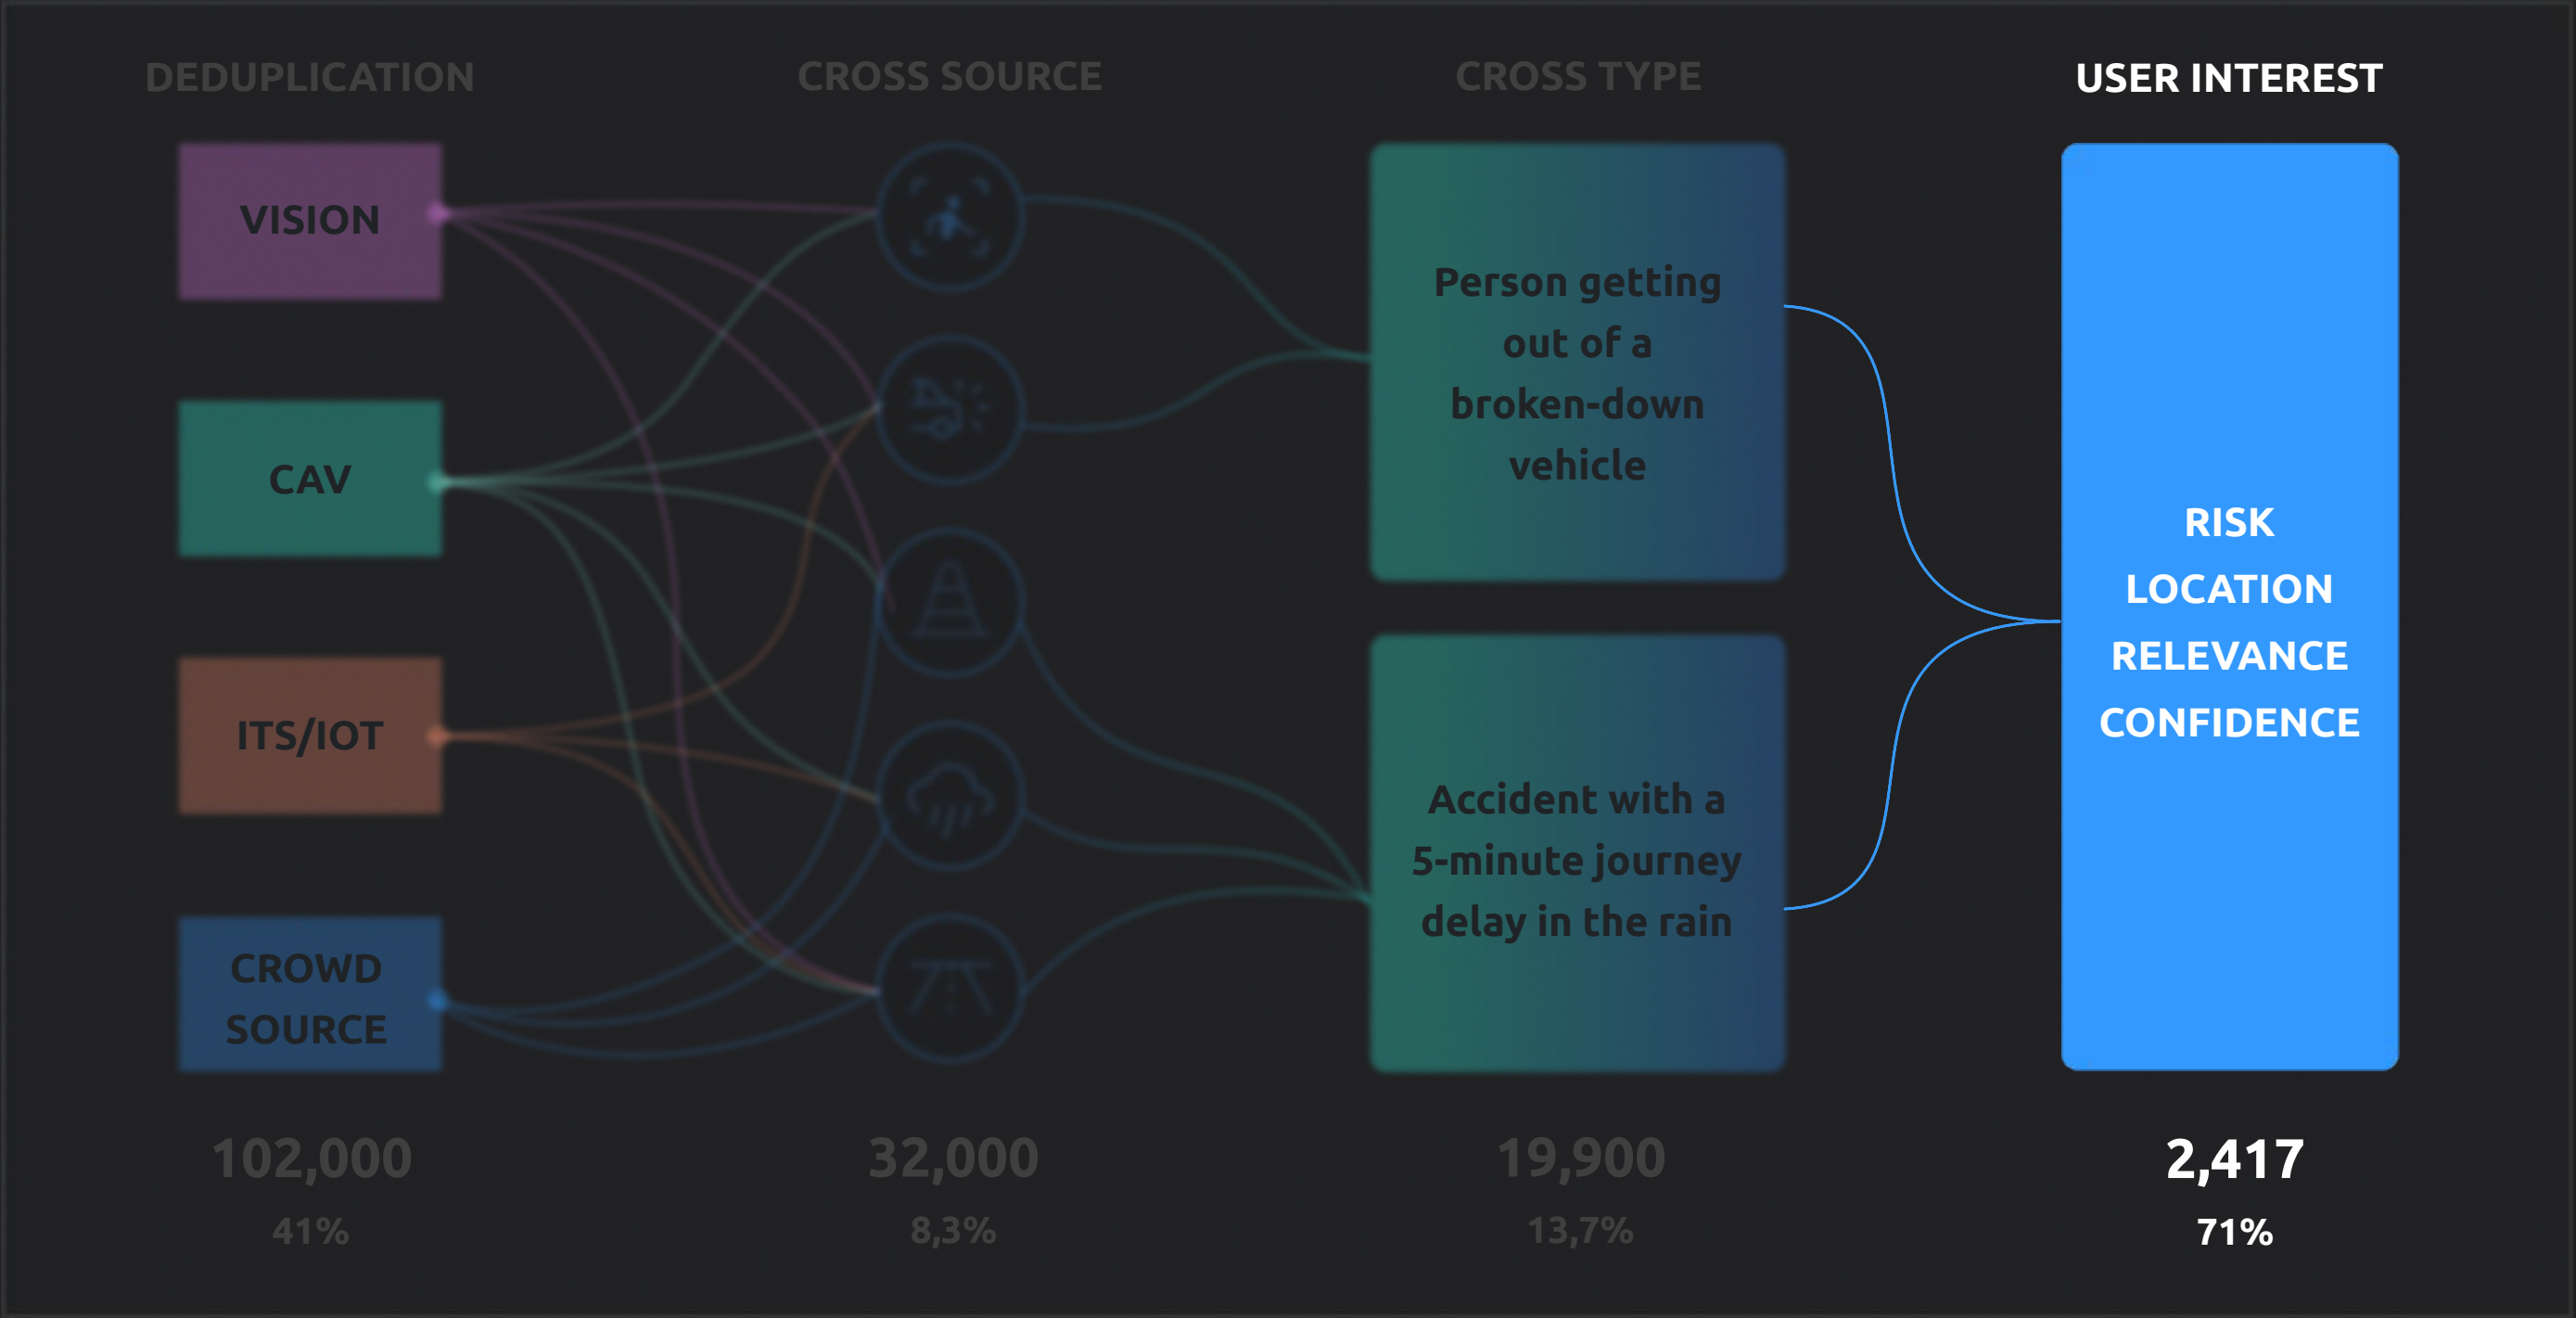 DEDUPLICATION
CROSS SOURCE
CROSS TYPE
USER INTEREST
VISION
CAV
ITS/IOT
CROWD
SOURCE
Person getting
out of a
broken-down
vehicle
Accident with a
5-minute journey
delay in the rain
RISK
LOCATION
RELEVANCE
CONFIDENCE
102,000
32,000
19,900
2,417
41%
8,3%
13,7%
71%